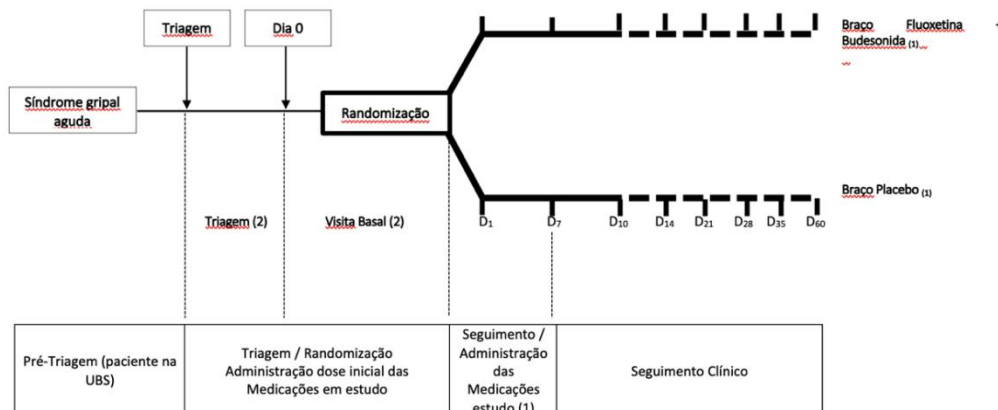 Triagem
Dia 0
Braço Fluoxetina +
Budesonida (1)
Síndrome gripal
aguda
Randomização
Braço Placebo (1)
Triagem (2)
Visita Basal (2)
D1 D7 D10 D14 D21 D28 D35 D60
Pré-Triagem (paciente na
UBS)
Triagem / Randomização
Administração dose inicial das
Medicações em estudo
Seguimento /
Administração
das
Medicações
estudo (1)
Seguimento Clínico